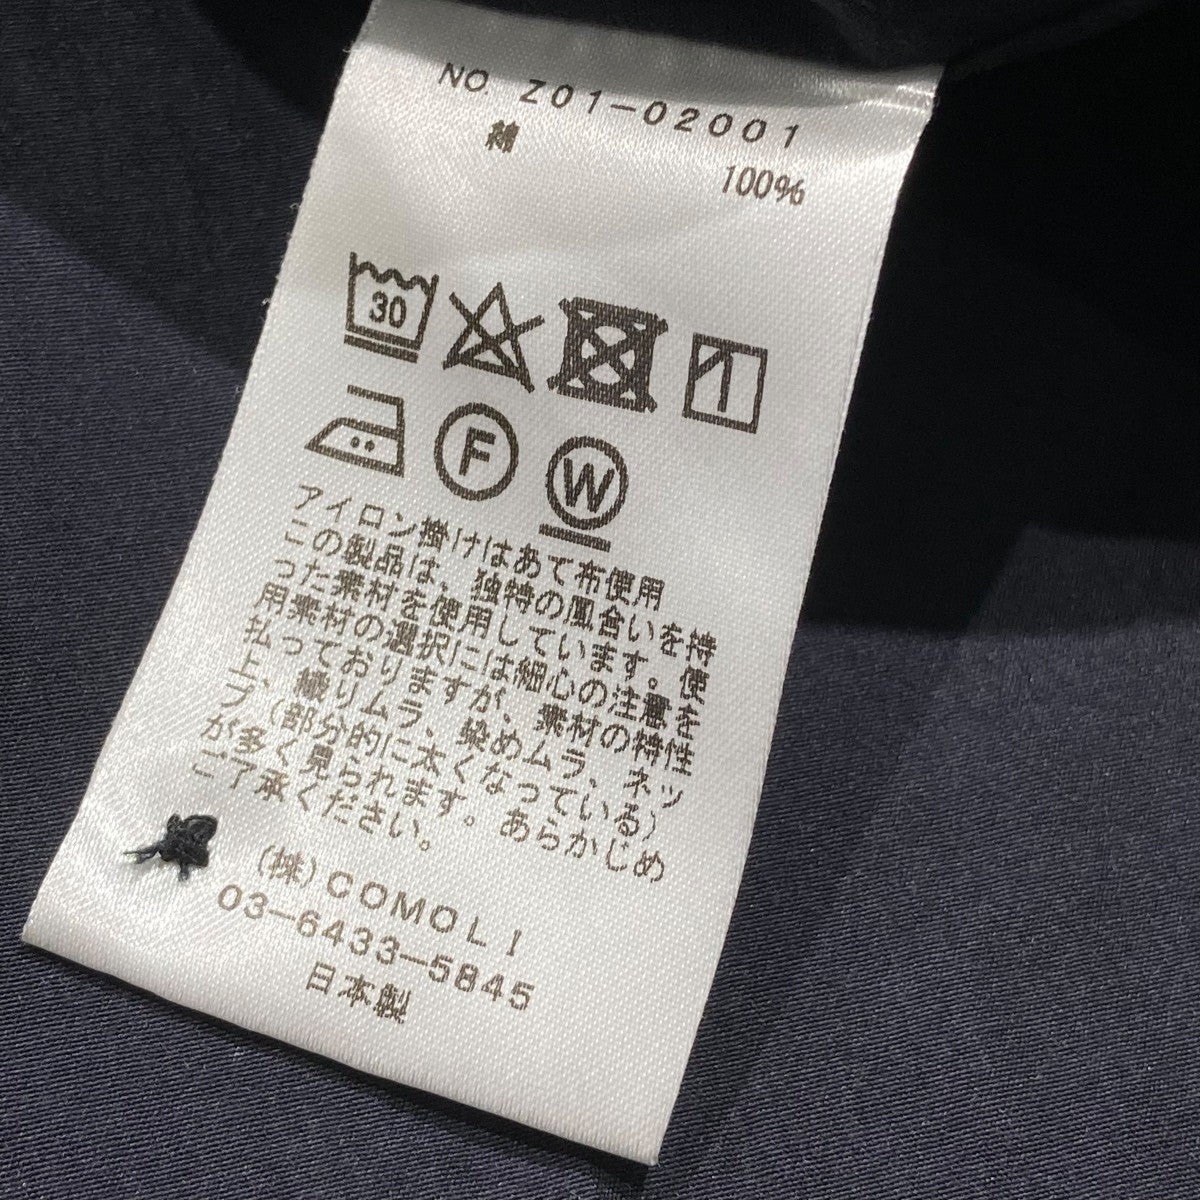 NO. Z01-02001
綿 100%
30
F
W
アイロン掛けはあて布使用
この製品は、独特の風合いを持
った素材を使用しています。使
用素材の選択には細心の注意を
払っておりますが、素材の特性
上、織りムラ、染めムラ、ネッ
プ（部分的に太くなっている）
が多く見られます。あらかじめ
ご了承ください。
(株)COMOLI
03-6433-5845
日本製